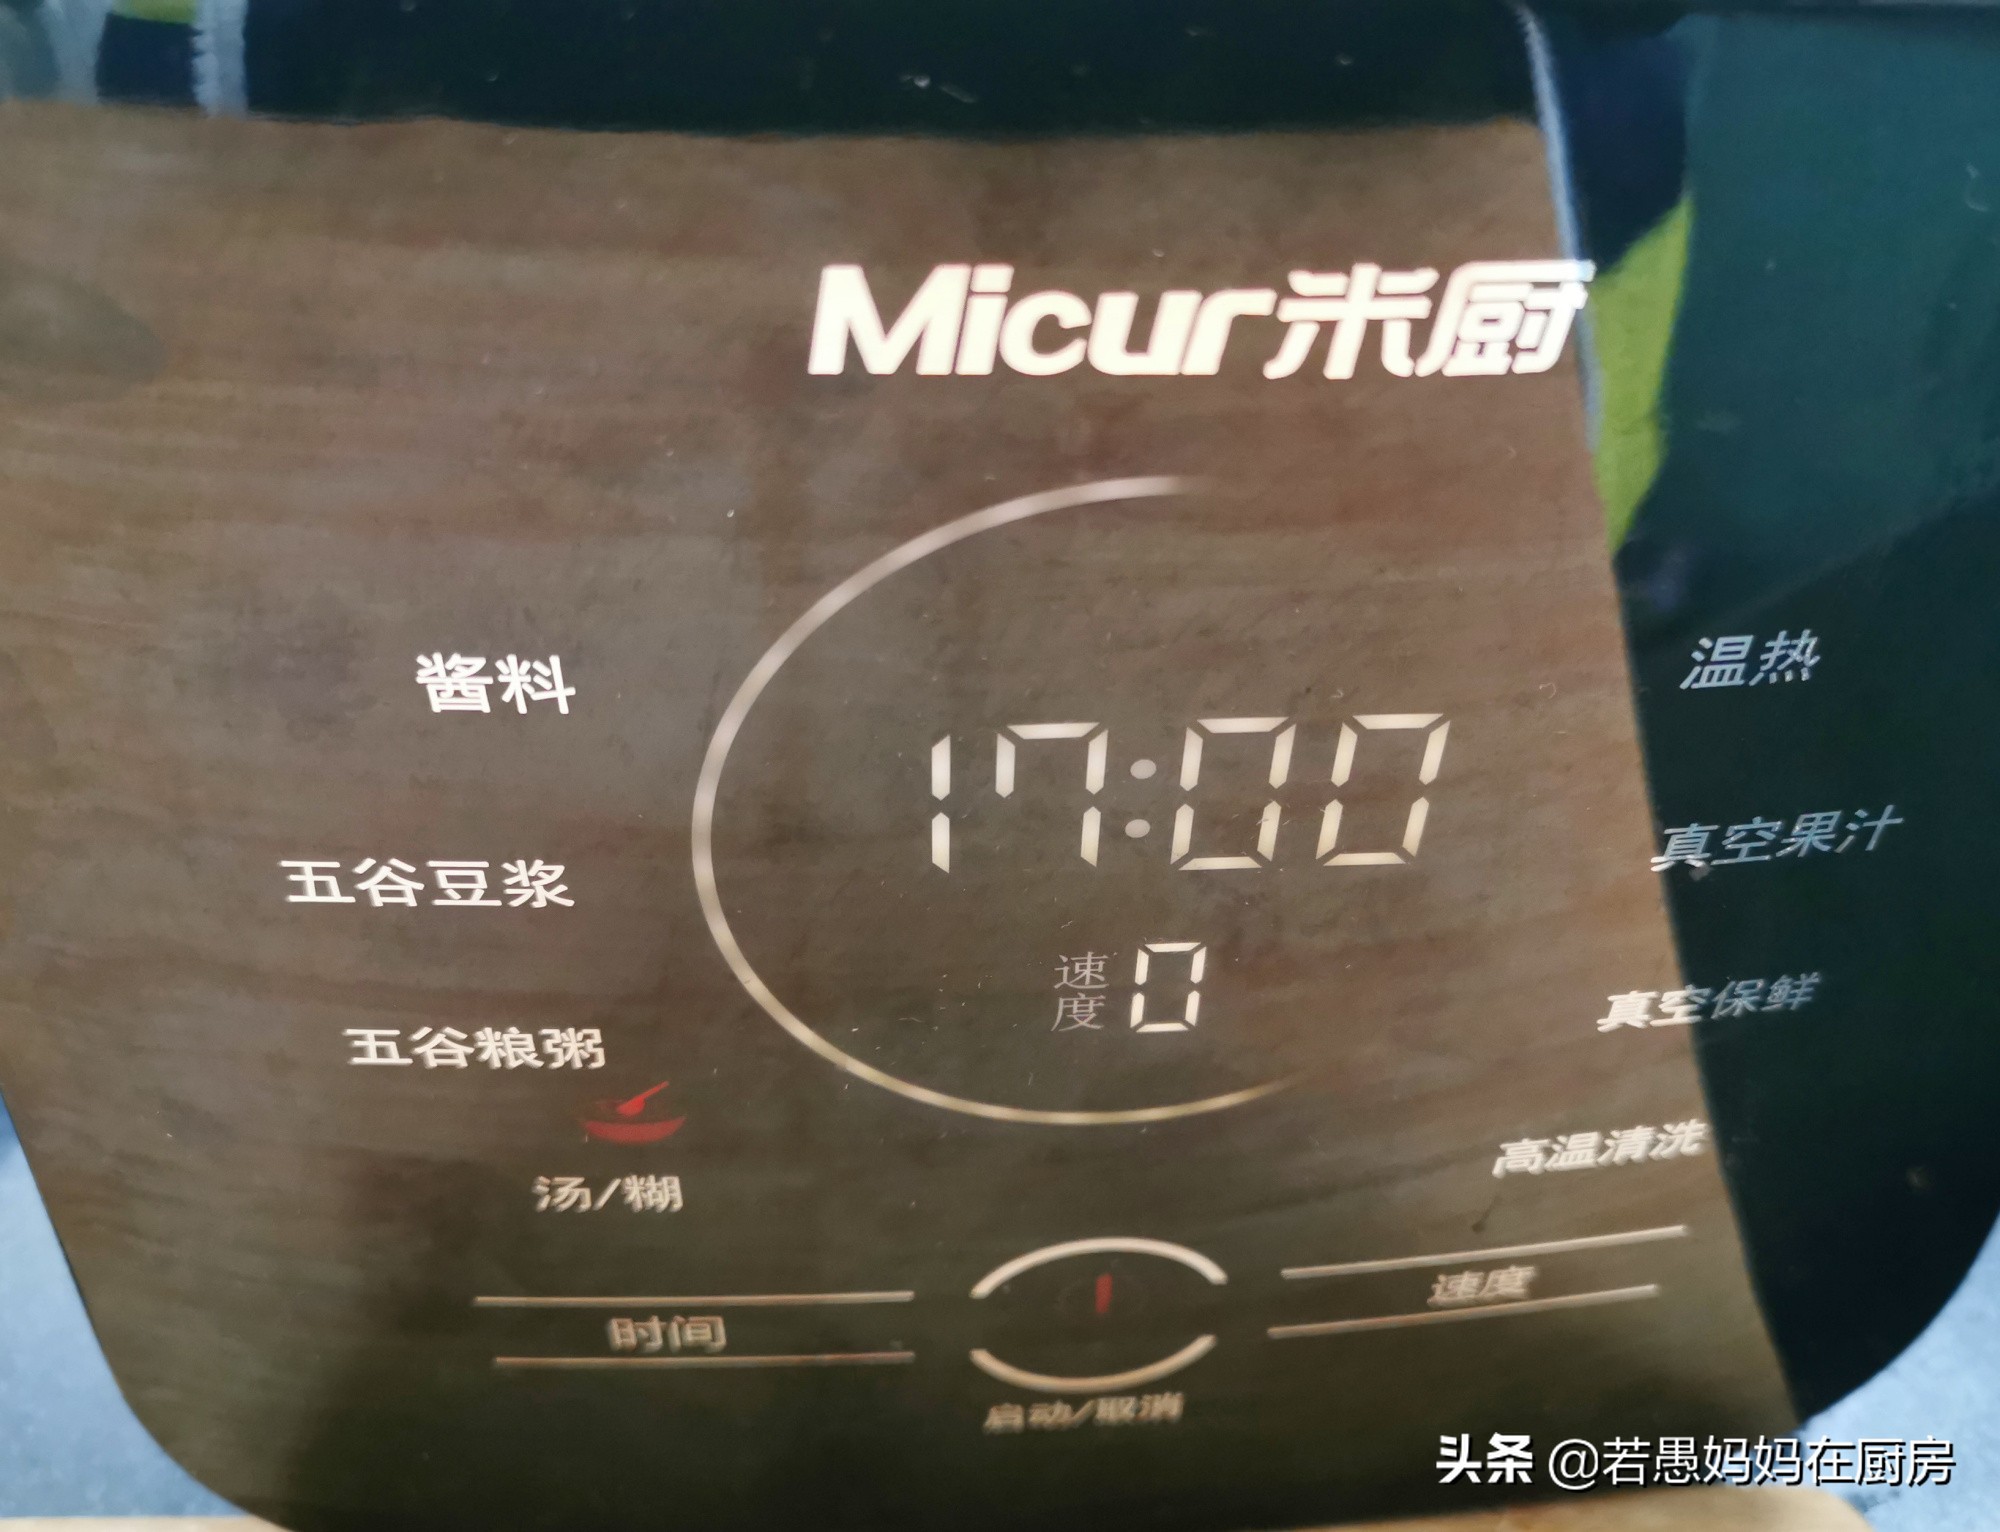 Micur米厨
酱料
温热
17:00
五谷豆浆
真空果汁
速度 0
真空保鲜
五谷粮粥
高温清洗
汤/糊
时间
速度
启动/取消
头条 @若愚妈妈在厨房